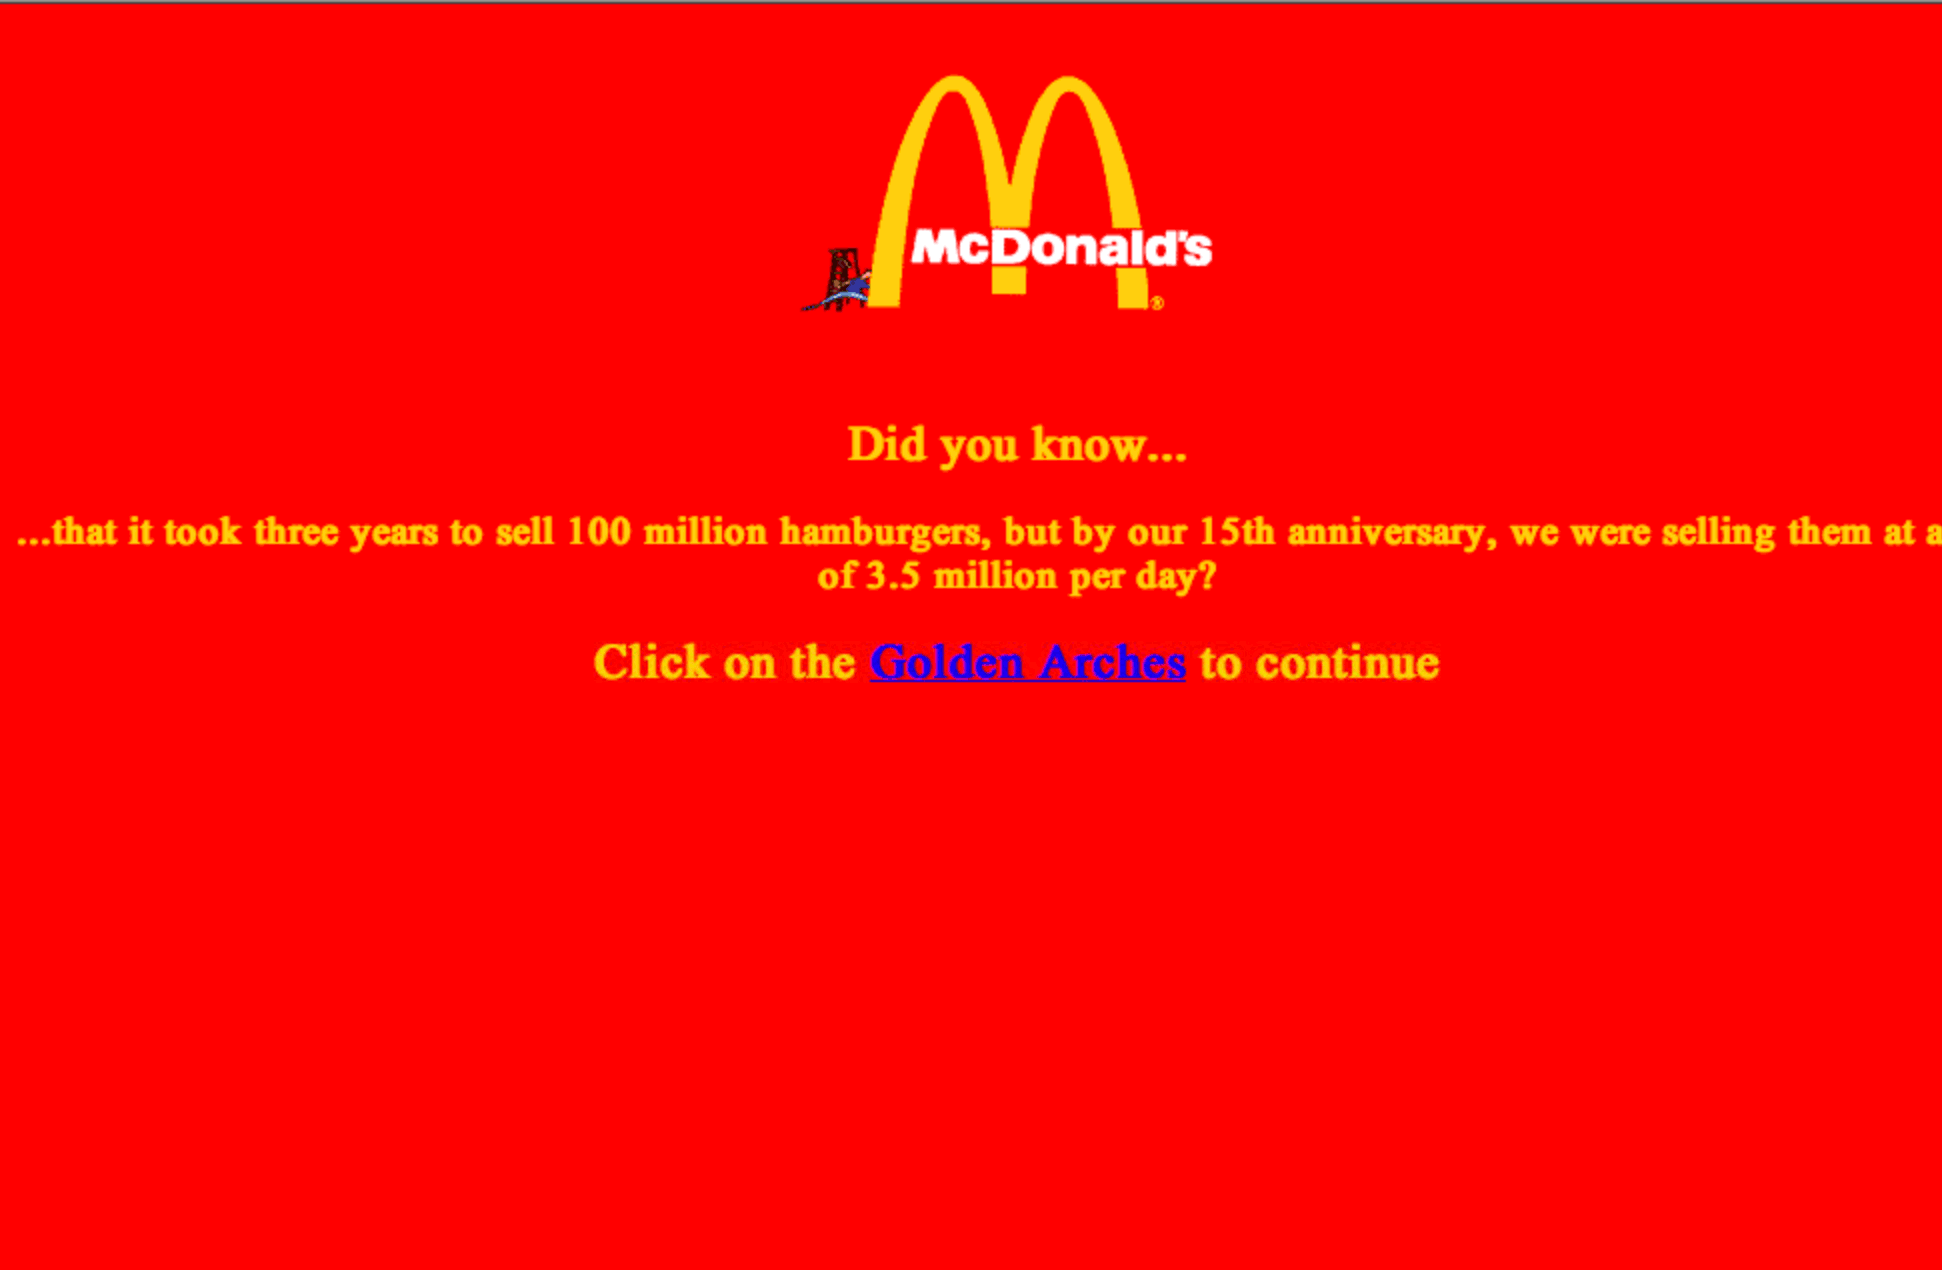 McDonald's
®
Did you know...
...that it took three years to sell 100 million hamburgers, but by our 15th anniversary, we were selling them at a
of 3.5 million per day?
Click on the Golden Arches to continue